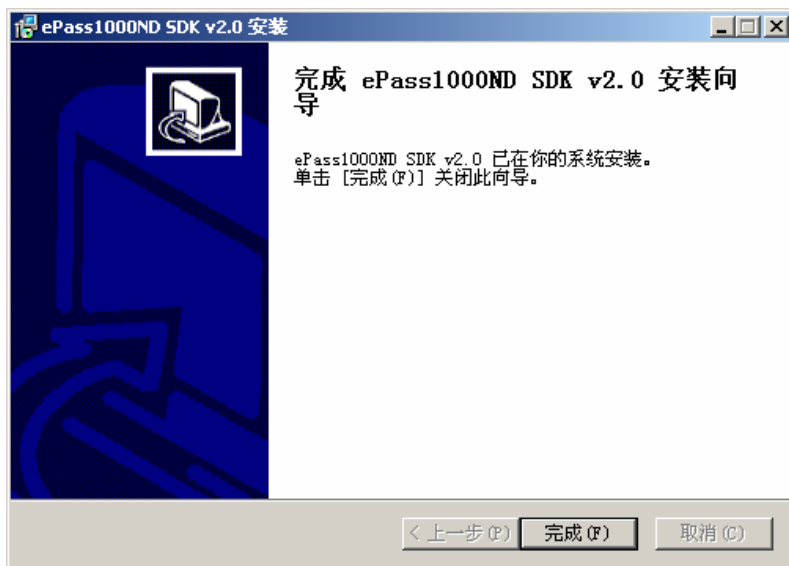 ePass1000ND SDK v2.0 安装
完成 ePass1000ND SDK v2.0 安装向
导
ePass1000ND SDK v2.0 已在你的系统安装。
单击 [完成(F)] 关闭此向导。
< 上一步(P) 完成(F) 取消(C)